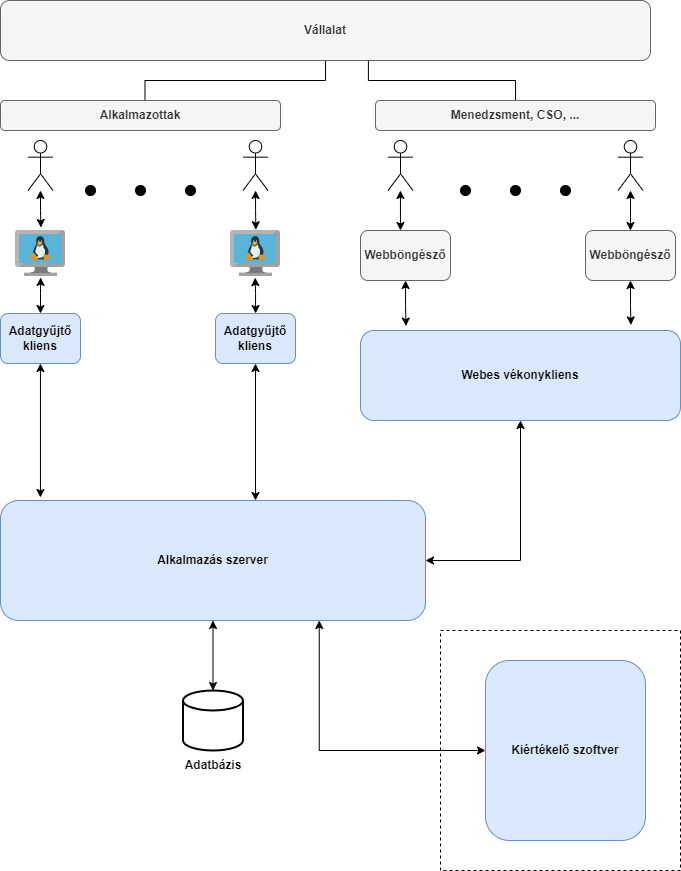 Vállalat
Alkalmazottak
Menedzsment, CSO, ...
Webböngésző
Webböngésző
Adatgyűjtő
kliens
Adatgyűjtő
kliens
Webes vékonykliens
Alkalmazás szerver
Kiértékelő szoftver
Adatbázis